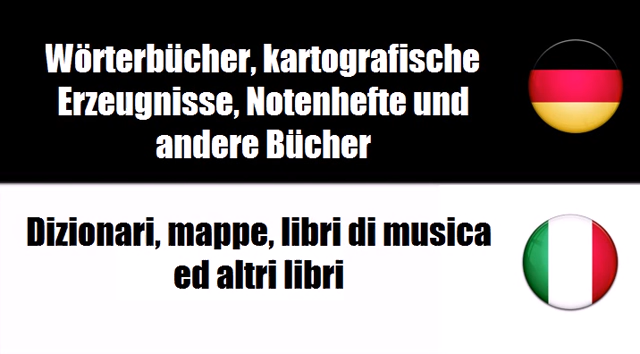 Wörterbücher, kartografische
Erzeugnisse, Notenhefte und
andere Bücher
Dizionari, mappe, libri di musica
ed altri libri